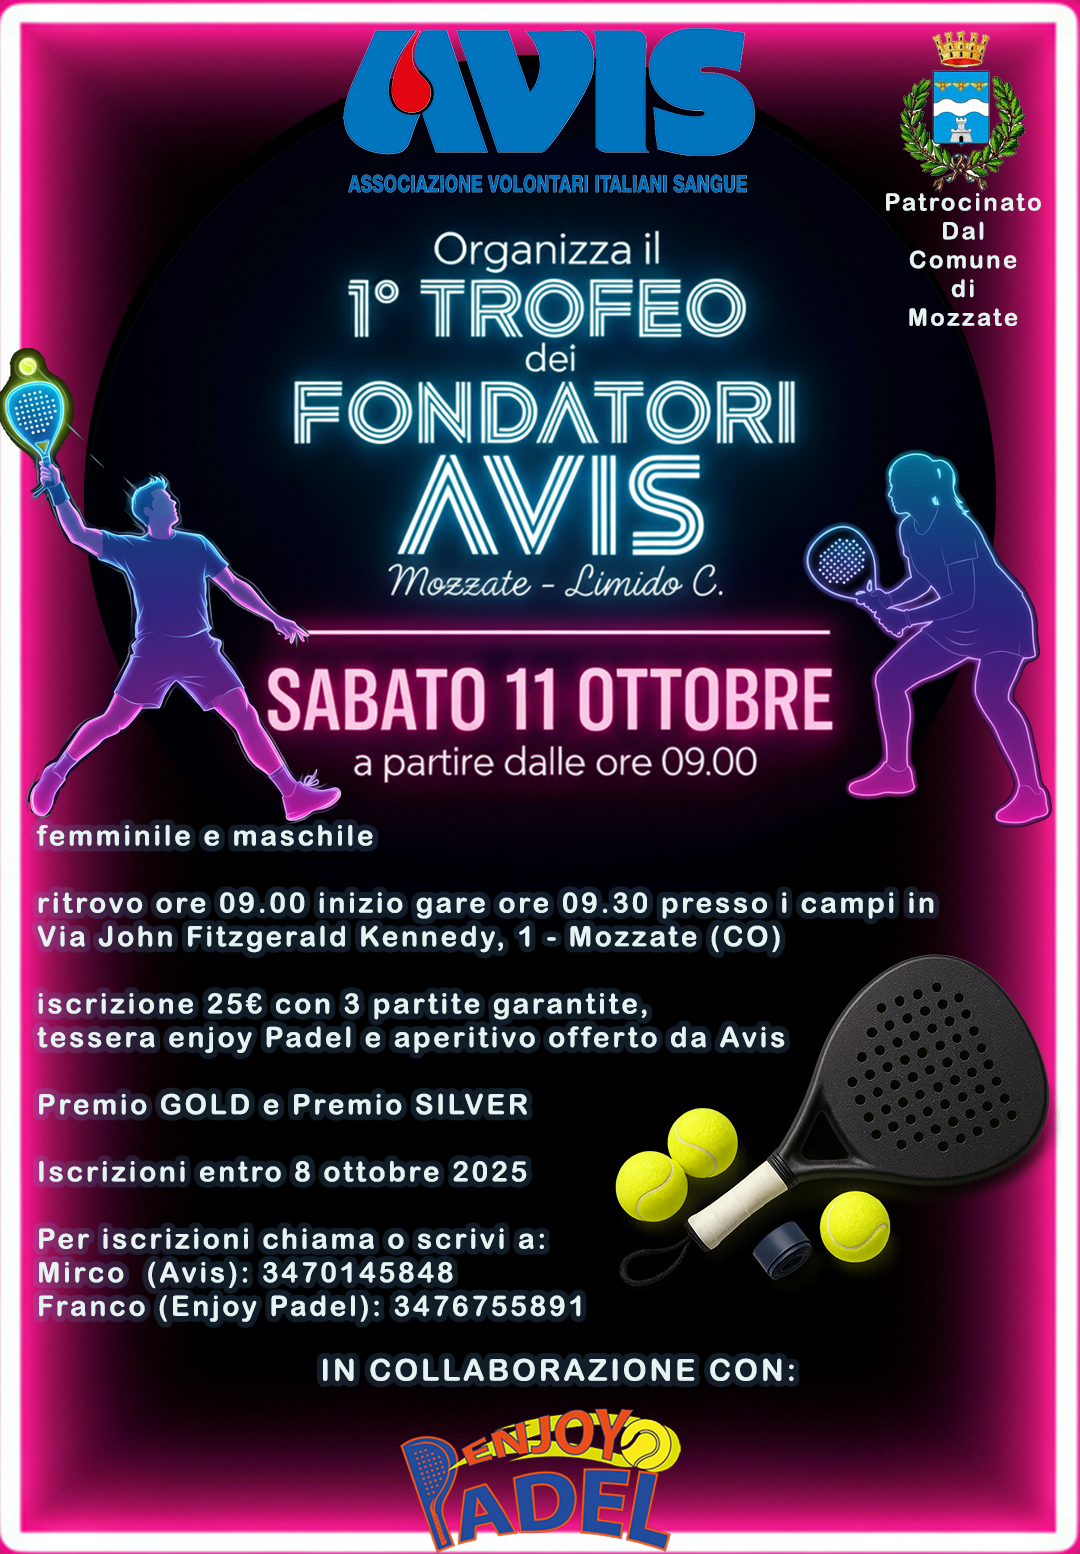 AVIS
ASSOCIAZIONE VOLONTARI ITALIANI SANGUE
Patrocinato
Dal
Comune
di
Mozzate
Organizza il
1° TROFEO
dei
FONDATORI
AVIS
Mozzate - Limido C.
SABATO 11 OTTOBRE
a partire dalle ore 09.00
femminile e maschile
ritrovo ore 09.00 inizio gare ore 09.30 presso i campi in
Via John Fitzgerald Kennedy, 1 - Mozzate (CO)
iscrizione 25€ con 3 partite garantite,
tessera enjoy Padel e aperitivo offerto da Avis
Premio GOLD e Premio SILVER
Iscrizioni entro 8 ottobre 2025
Per iscrizioni chiama o scrivi a:
Mirco  (Avis): 3470145848
Franco (Enjoy Padel): 3476755891
IN COLLABORAZIONE CON:
ENJOY
PADEL